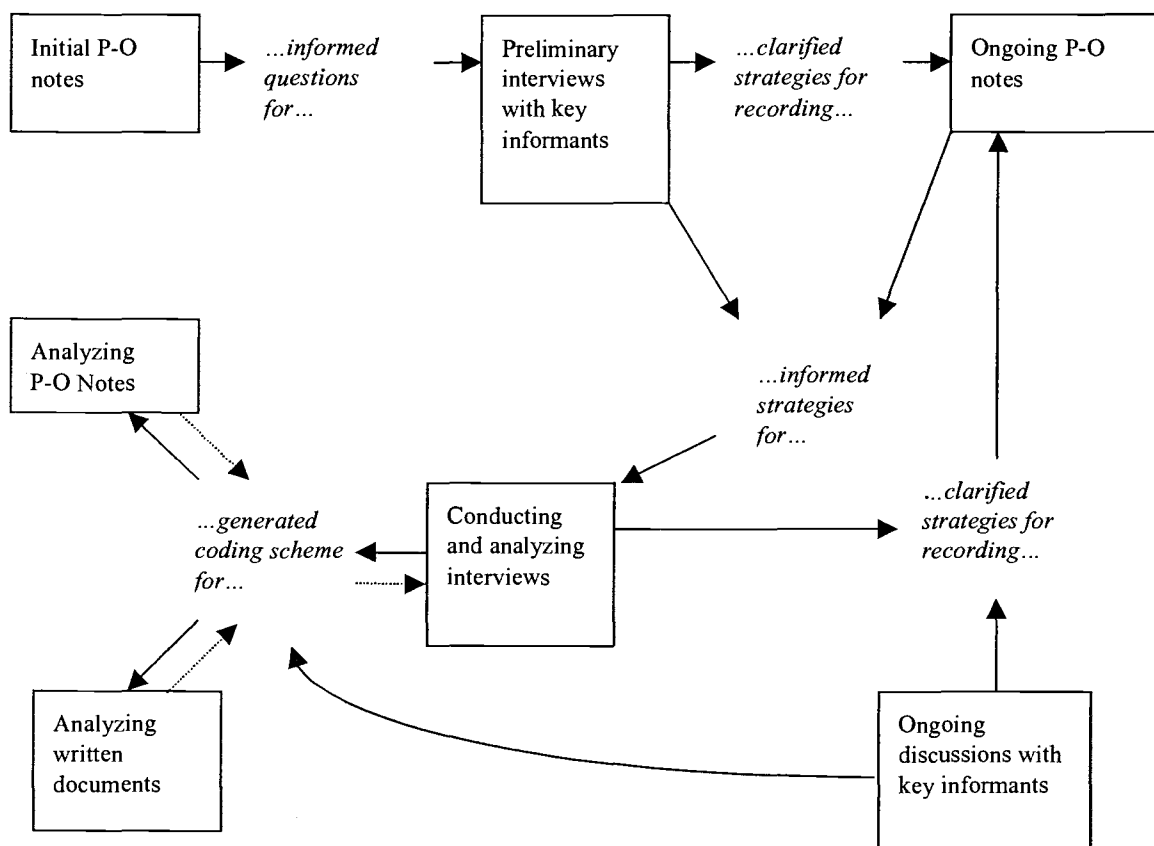 Initial P-O
notes
...informed
questions
for...
Preliminary
interviews
with key
informants
...clarified
strategies for
recording...
Ongoing P-O
notes
Analyzing
P-O Notes
...informed
strategies
for...
...generated
coding scheme
for...
Conducting
and analyzing
interviews
...clarified
strategies for
recording...
Analyzing
written
documents
Ongoing
discussions with
key informants